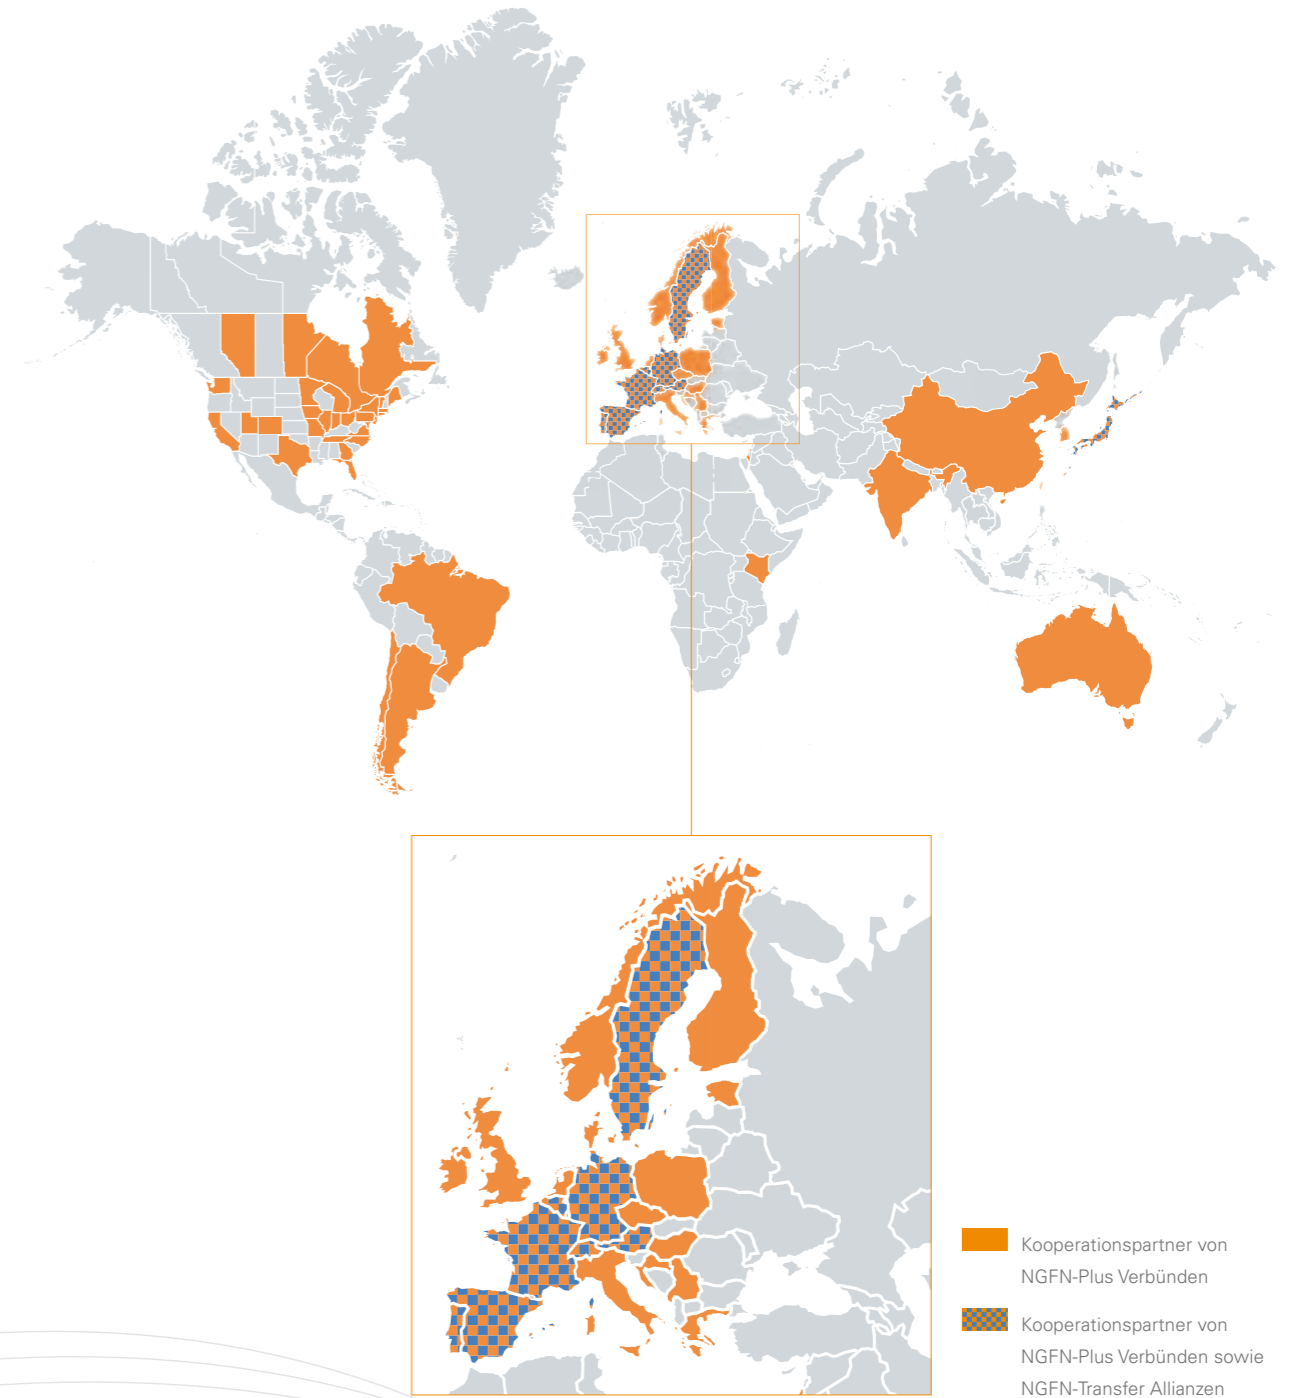 Kooperationspartner von
NGFN-Plus Verbünden
Kooperationspartner von
NGFN-Plus Verbünden sowie
NGFN-Transfer Allianzen